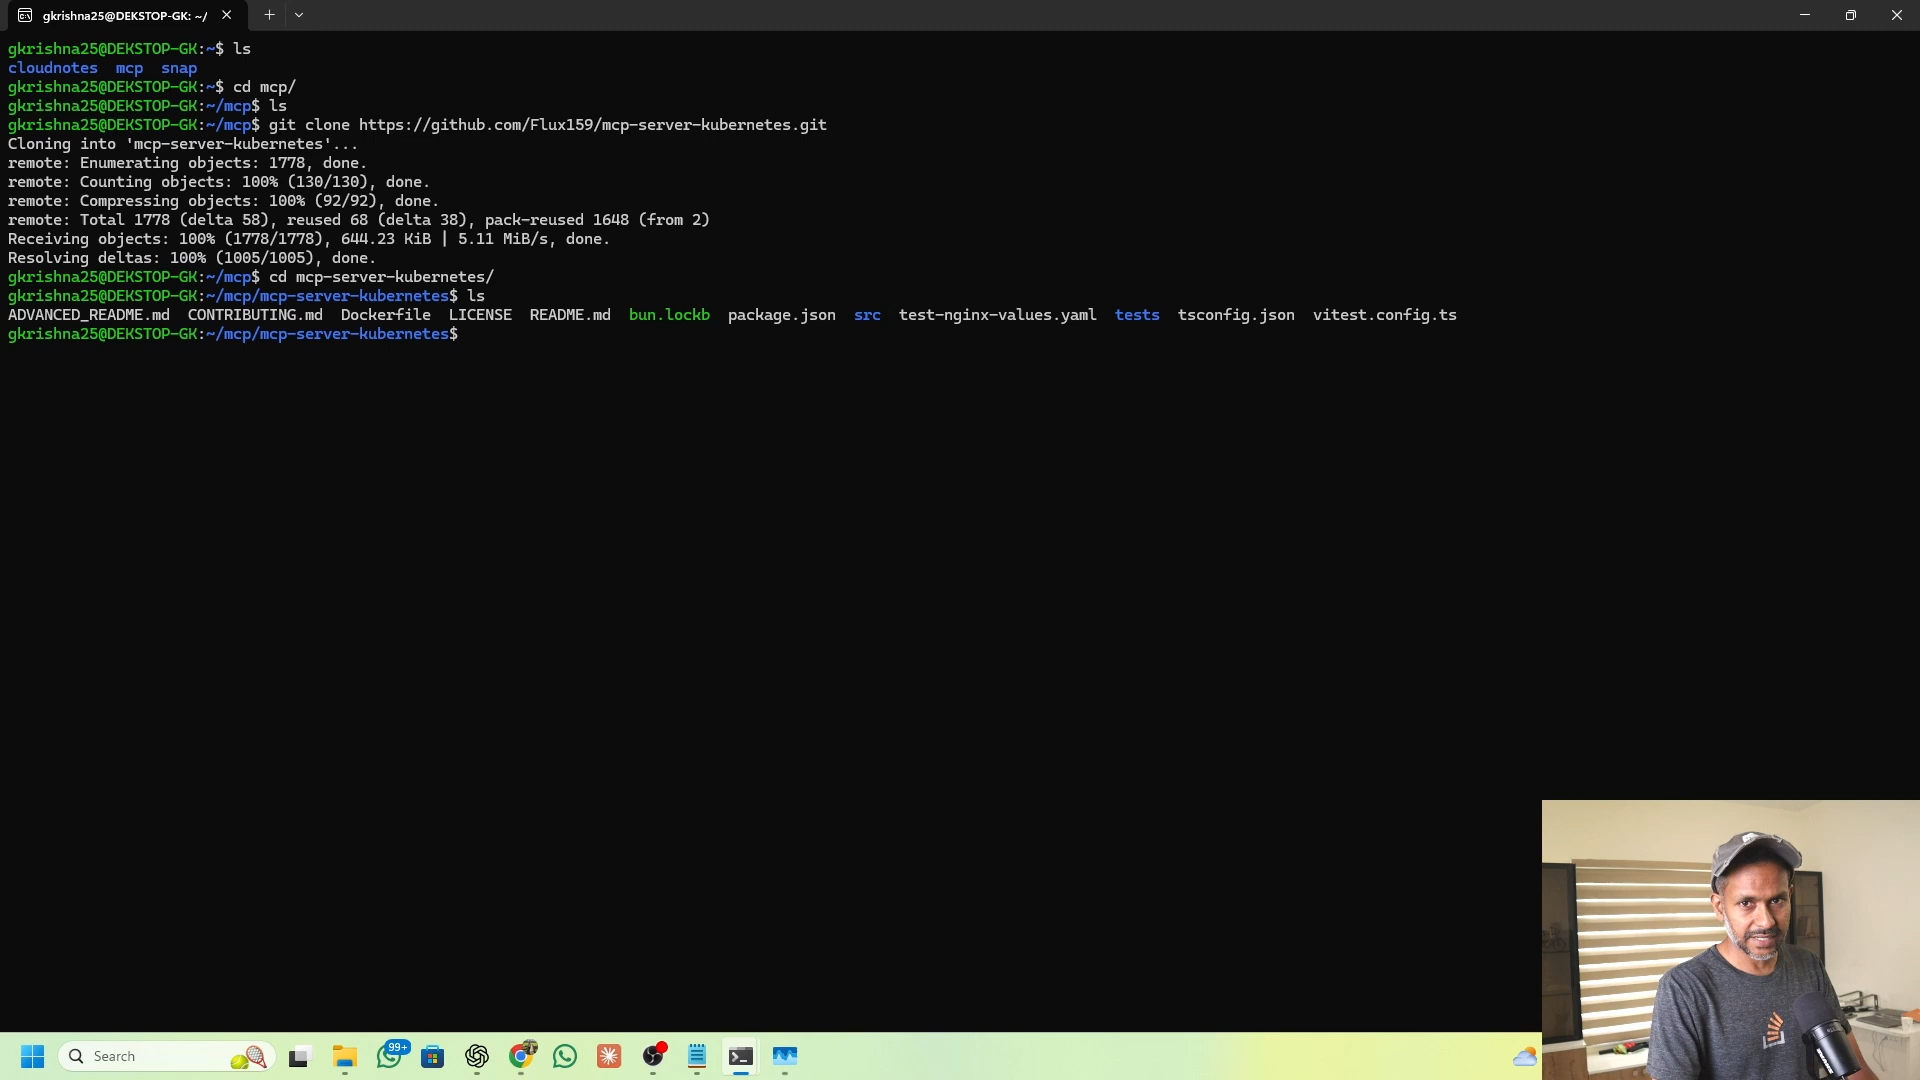 gkrishna25@DEKSTOP-GK: ~/
gkrishna25@DEKSTOP-GK:~$ ls
cloudnotes  mcp  snap
gkrishna25@DEKSTOP-GK:~$ cd mcp/
gkrishna25@DEKSTOP-GK:~/mcp$ ls
gkrishna25@DEKSTOP-GK:~/mcp$ git clone https://github.com/Flux159/mcp-server-kubernetes.git
Cloning into 'mcp-server-kubernetes'...
remote: Enumerating objects: 1778, done.
remote: Counting objects: 100% (130/130), done.
remote: Compressing objects: 100% (92/92), done.
remote: Total 1778 (delta 58), reused 68 (delta 38), pack-reused 1648 (from 2)
Receiving objects: 100% (1778/1778), 644.23 KiB | 5.11 MiB/s, done.
Resolving deltas: 100% (1005/1005), done.
gkrishna25@DEKSTOP-GK:~/mcp$ cd mcp-server-kubernetes/
gkrishna25@DEKSTOP-GK:~/mcp/mcp-server-kubernetes$ ls
ADVANCED_README.md  CONTRIBUTING.md  Dockerfile  LICENSE  README.md  bun.lockb  package.json  src  test-nginx-values.yaml  tests  tsconfig.json  vitest.config.ts
gkrishna25@DEKSTOP-GK:~/mcp/mcp-server-kubernetes$
Search
99+